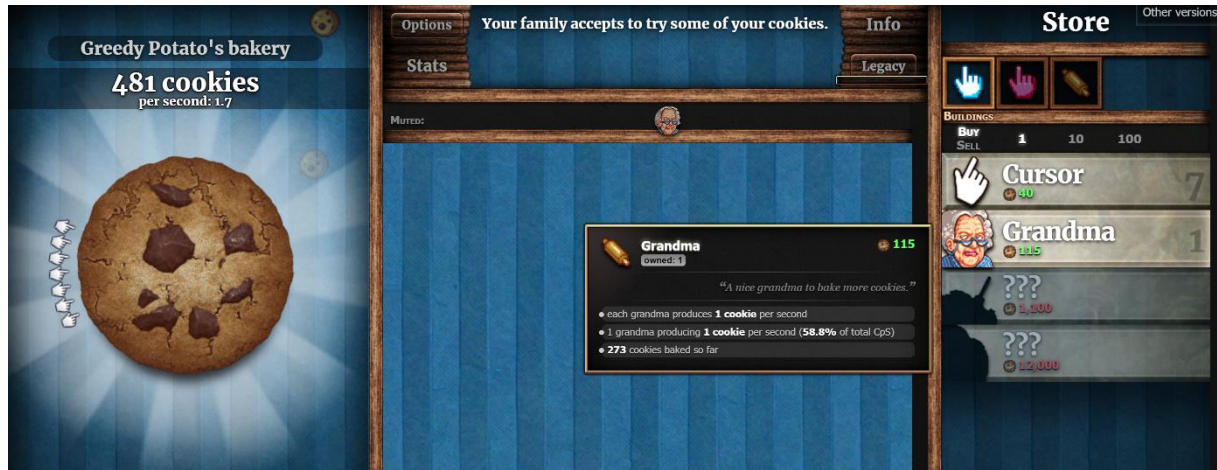 Greedy Potato's bakery
481 cookies
per second: 1.7
Options
Stats
Your family accepts to try some of your cookies.
Info
Legacy
MUTED:
Grandma
115
owned: 1
“A nice grandma to bake more cookies.”
each grandma produces 1 cookie per second
1 grandma producing 1 cookie per second (58.8% of total CpS)
273 cookies baked so far
Other versions
Store
BUILDINGS
BUY
SELL
1 10 100
Cursor
40
7
Grandma
115
1
???
1,100
???
12,000